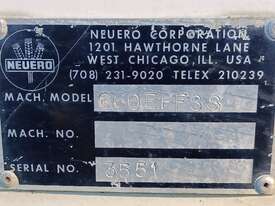 NEUERO CORPORATION
1201 HAWTHORNE LANE
WEST CHICAGO, ILL. USA
(708) 231-9020 TELEX 210239
NEUERO
MACH. MODEL
MACH. NO.
SERIAL NO. 3551